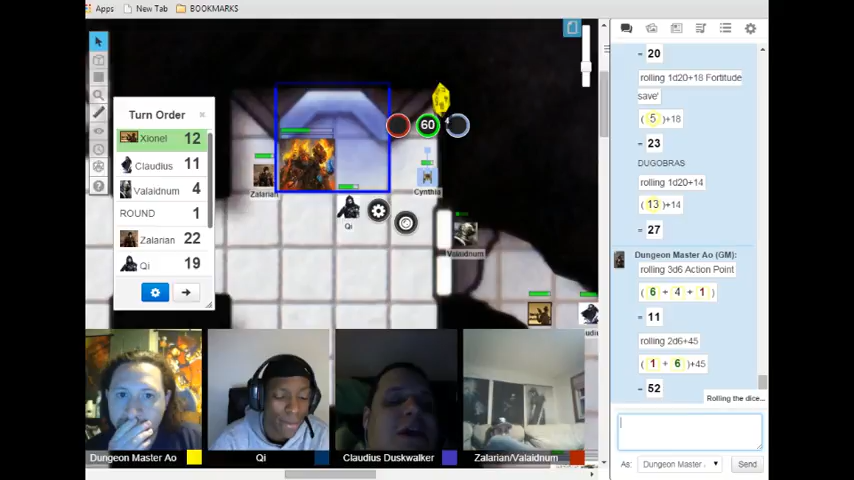 Apps New Tab BOOKMARKS
Turn Order ×
Xionel 12
Claudius 11
Valaidnum 4
ROUND 1
Zalarian 22
Qi 19
60
Zalarian
Qi
Cynthia
Valaidnum
= 20
rolling 1d20+18 Fortitude
save'
( 5 )+18
= 23
DUGOBRAS
rolling 1d20+14
( 13 )+14
= 27
Dungeon Master Ao (GM):
rolling 3d6 Action Point
( 6 + 4 + 1 )
= 11
rolling 2d6+45
( 1 + 6 )+45
= 52
Rolling the dice...
As: Dungeon Master Send
Dungeon Master Ao
Qi
Claudius Duskwalker
Zalarian/Valaidnum